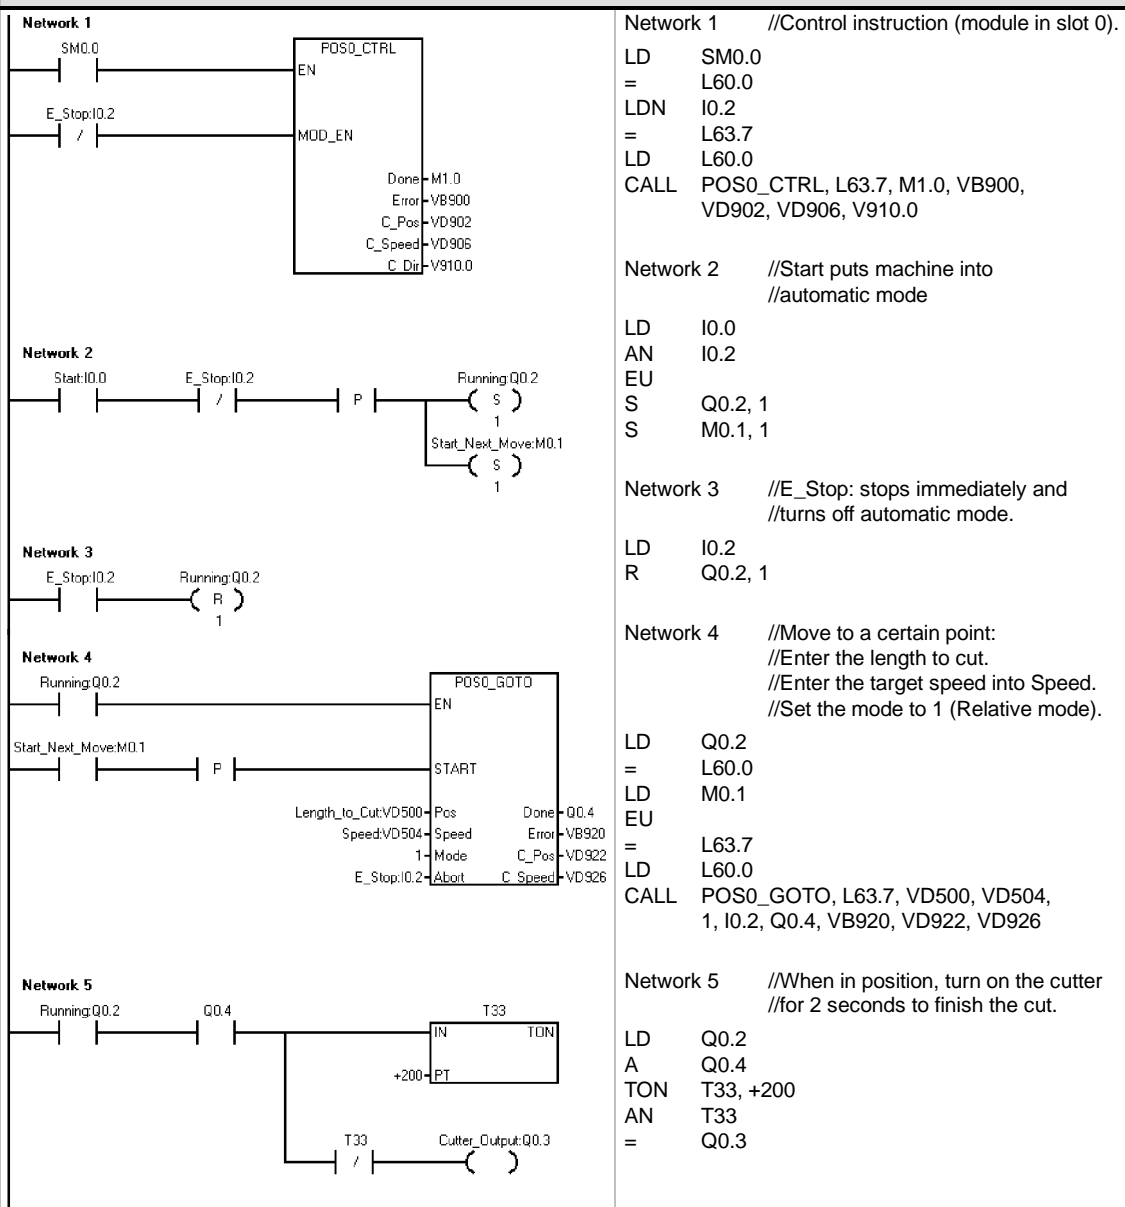 Network 1
SM0.0
POS0_CTRL
EN
E_Stop:I0.2
/
MOD_EN
Done M1.0
Error VB900
C_Pos VD902
C_Speed VD906
C_Dir V910.0
Network 2
Start:I0.0 E_Stop:I0.2 Running:Q0.2
/ P S
1
Start_Next_Move:M0.1
S
1
Network 3
E_Stop:I0.2 Running:Q0.2
R
1
Network 4
Running:Q0.2 POS0_GOTO
EN
Start_Next_Move:M0.1
P START
Length_to_Cut:VD500 Pos Done Q0.4
Speed:VD504 Speed Error VB920
1 Mode C_Pos VD922
E_Stop:I0.2 Abort C_Speed VD926
Network 5
Running:Q0.2 Q0.4 T33
IN TON
+200 PT
T33 Cutter_Output:Q0.3
/
Network 1 //Control instruction (module in slot 0).
LD SM0.0
= L60.0
LDN I0.2
= L63.7
LD L60.0
CALL POS0_CTRL, L63.7, M1.0, VB900,
VD902, VD906, V910.0
Network 2 //Start puts machine into
//automatic mode
LD I0.0
AN I0.2
EU
S Q0.2, 1
S M0.1, 1
Network 3 //E_Stop: stops immediately and
//turns off automatic mode.
LD I0.2
R Q0.2, 1
Network 4 //Move to a certain point:
//Enter the length to cut.
//Enter the target speed into Speed.
//Set the mode to 1 (Relative mode).
LD Q0.2
= L60.0
LD M0.1
EU
= L63.7
LD L60.0
CALL POS0_GOTO, L63.7, VD500, VD504,
1, I0.2, Q0.4, VB920, VD922, VD926
Network 5 //When in position, turn on the cutter
//for 2 seconds to finish the cut.
LD Q0.2
A Q0.4
TON T33, +200
AN T33
= Q0.3